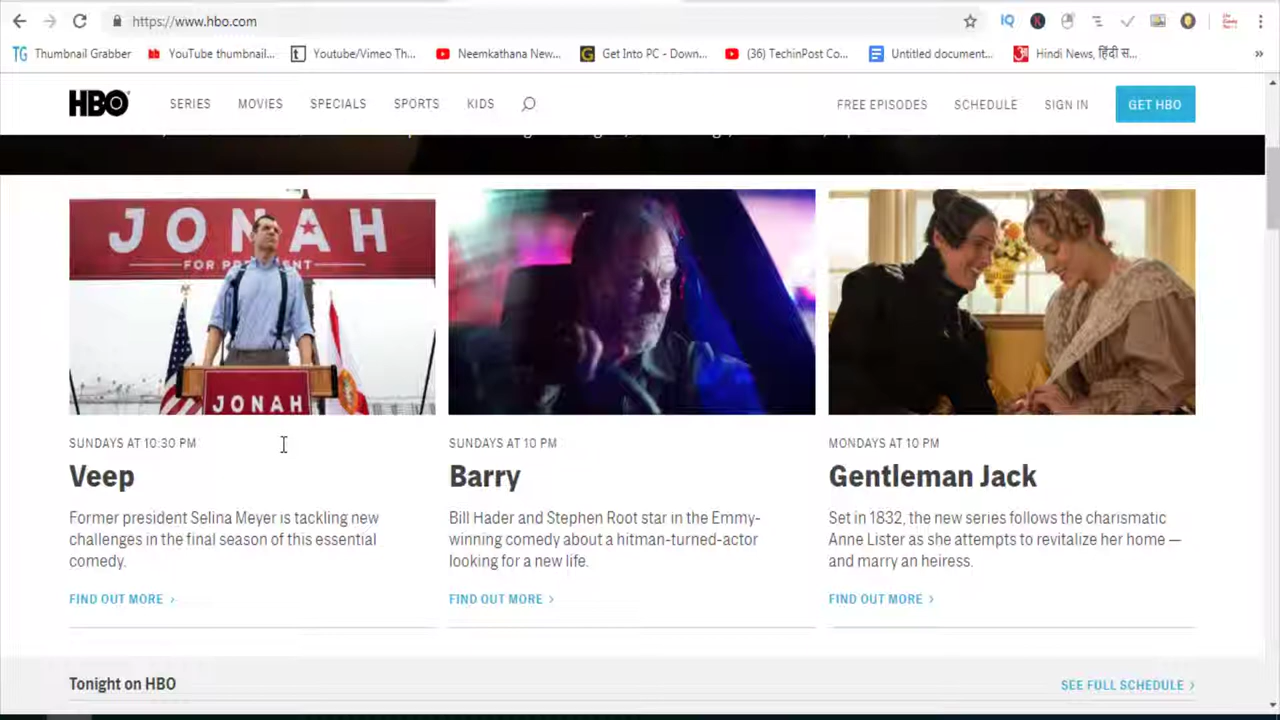 https://www.hbo.com
Thumbnail Grabber
YouTube thumbnail...
Youtube/Vimeo Th...
Neemkathana New...
Get Into PC - Down...
(36) TechinPost Co...
Untitled document...
Hindi News, हिंदी स...
HBO
SERIES
MOVIES
SPECIALS
SPORTS
KIDS
FREE EPISODES
SCHEDULE
SIGN IN
GET HBO
JONAH
FOR PRESENT
JONAH
SUNDAYS AT 10:30 PM
Veep
Former president Selina Meyer is tackling new
challenges in the final season of this essential
comedy.
FIND OUT MORE >
SUNDAYS AT 10 PM
Barry
Bill Hader and Stephen Root star in the Emmy-
winning comedy about a hitman-turned-actor
looking for a new life.
FIND OUT MORE >
MONDAYS AT 10 PM
Gentleman Jack
Set in 1832, the new series follows the charismatic
Anne Lister as she attempts to revitalize her home —
and marry an heiress.
FIND OUT MORE >
Tonight on HBO
SEE FULL SCHEDULE >